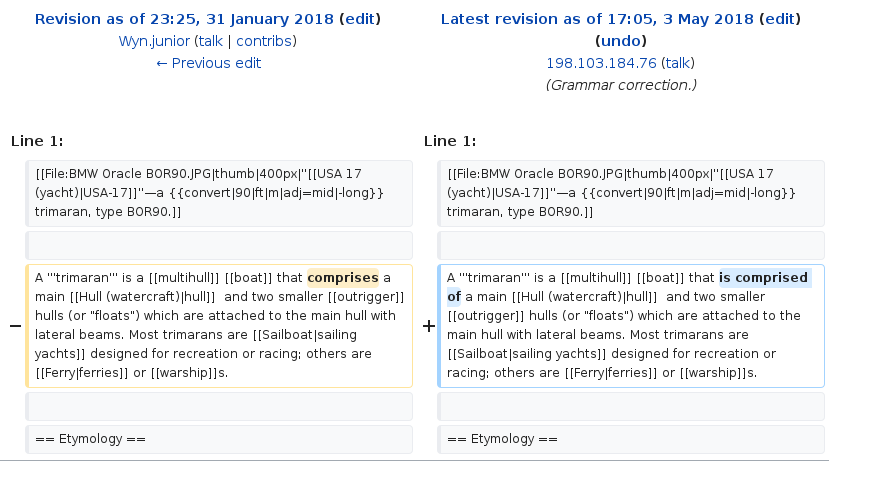 Revision as of 23:25, 31 January 2018 (edit)
Wyn.junior (talk | contribs)
← Previous edit
Latest revision as of 17:05, 3 May 2018 (edit)
(undo)
198.103.184.76 (talk)
(Grammar correction.)
Line 1:
Line 1:
[[File:BMW Oracle BOR90.JPG|thumb|400px|''[[USA 17
(yacht)|USA-17]]''—a {{convert|90|ft|m|adj=mid|-long}}
trimaran, type BOR90.]]
[[File:BMW Oracle BOR90.JPG|thumb|400px|''[[USA 17
(yacht)|USA-17]]''—a {{convert|90|ft|m|adj=mid|-long}}
trimaran, type BOR90.]]
−
A '''trimaran''' is a [[multihull]] [[boat]] that comprises a
main [[Hull (watercraft)|hull]]  and two smaller [[outrigger]]
hulls (or "floats") which are attached to the main hull with
lateral beams. Most trimarans are [[Sailboat|sailing
yachts]] designed for recreation or racing; others are
[[Ferry|ferries]] or [[warship]]s.
+
A '''trimaran''' is a [[multihull]] [[boat]] that is comprised
of a main [[Hull (watercraft)|hull]]  and two smaller
[[outrigger]] hulls (or "floats") which are attached to the
main hull with lateral beams. Most trimarans are
[[Sailboat|sailing yachts]] designed for recreation or
racing; others are [[Ferry|ferries]] or [[warship]]s.
== Etymology ==
== Etymology ==